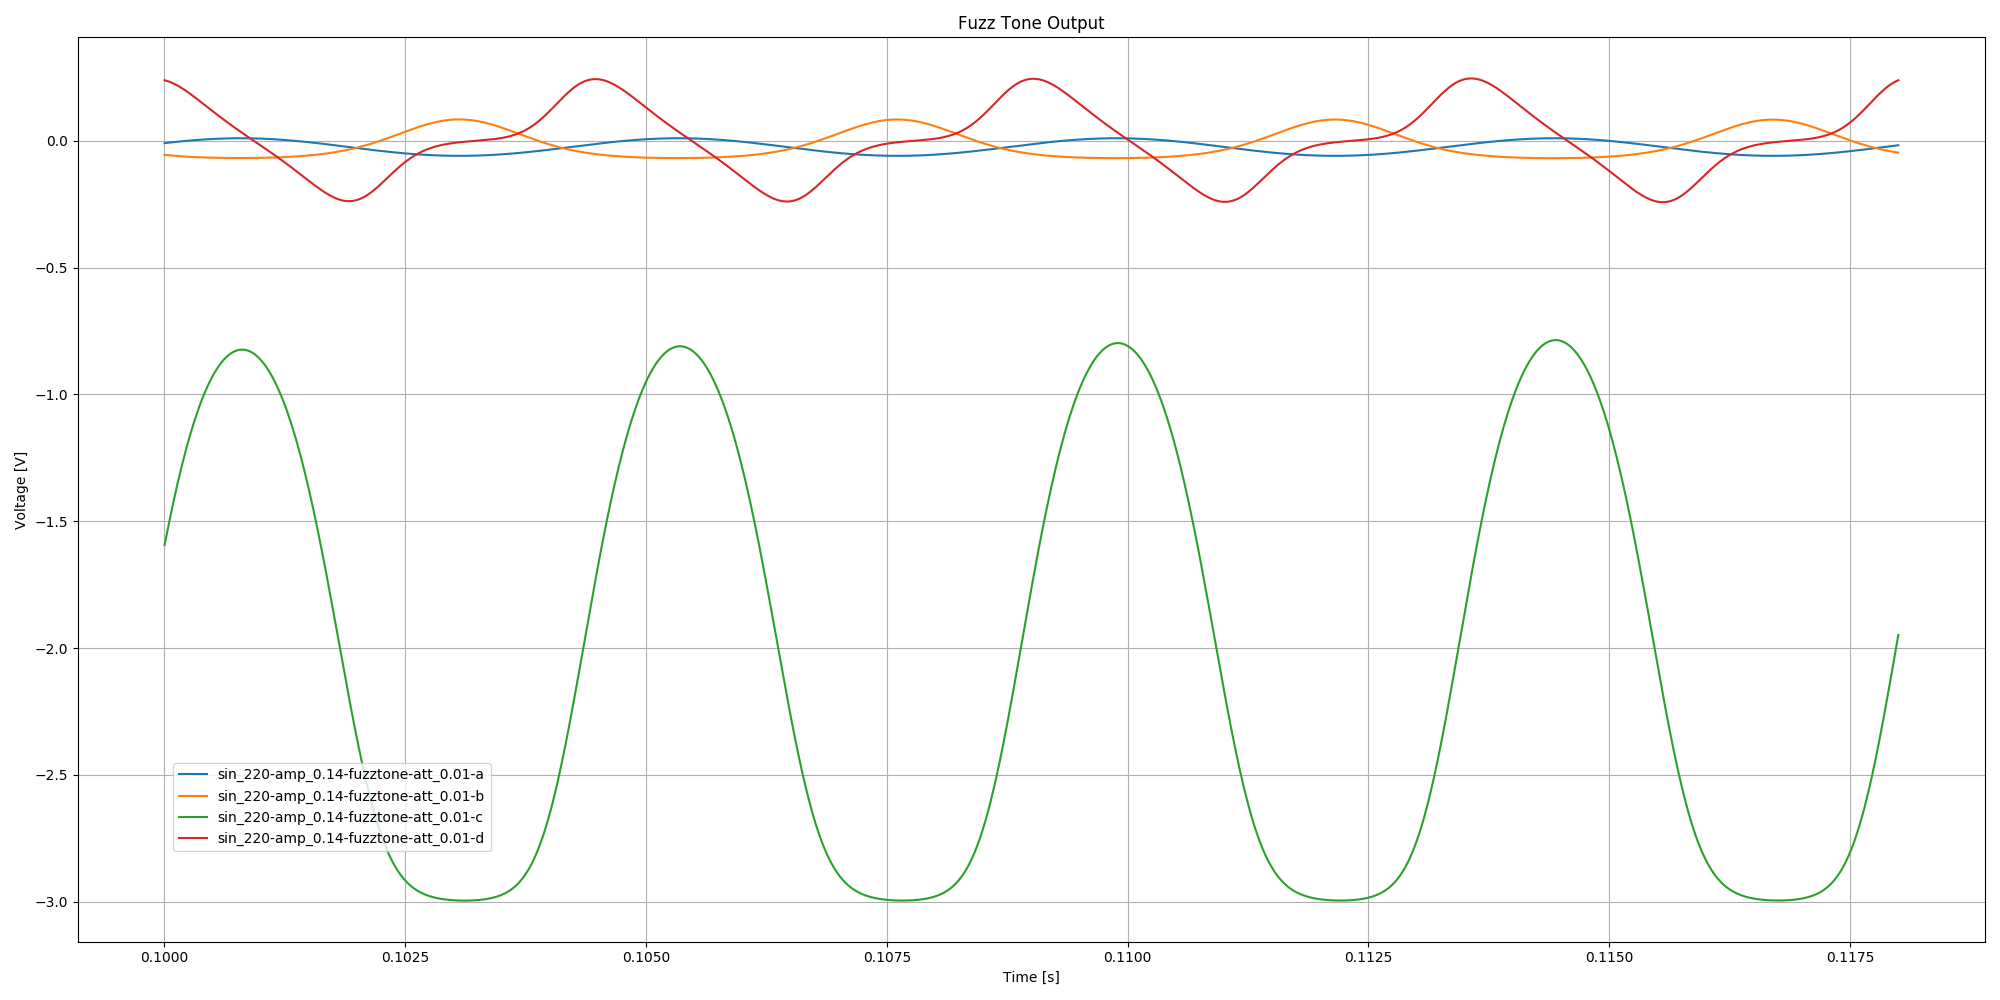 Fuzz Tone Output
0.0
−0.5
−1.0
−1.5
−2.0
−2.5
−3.0
Voltage [V]
sin_220-amp_0.14-fuzztone-att_0.01-a
sin_220-amp_0.14-fuzztone-att_0.01-b
sin_220-amp_0.14-fuzztone-att_0.01-c
sin_220-amp_0.14-fuzztone-att_0.01-d
0.1000 0.1025 0.1050 0.1075 0.1100 0.1125 0.1150 0.1175
Time [s]